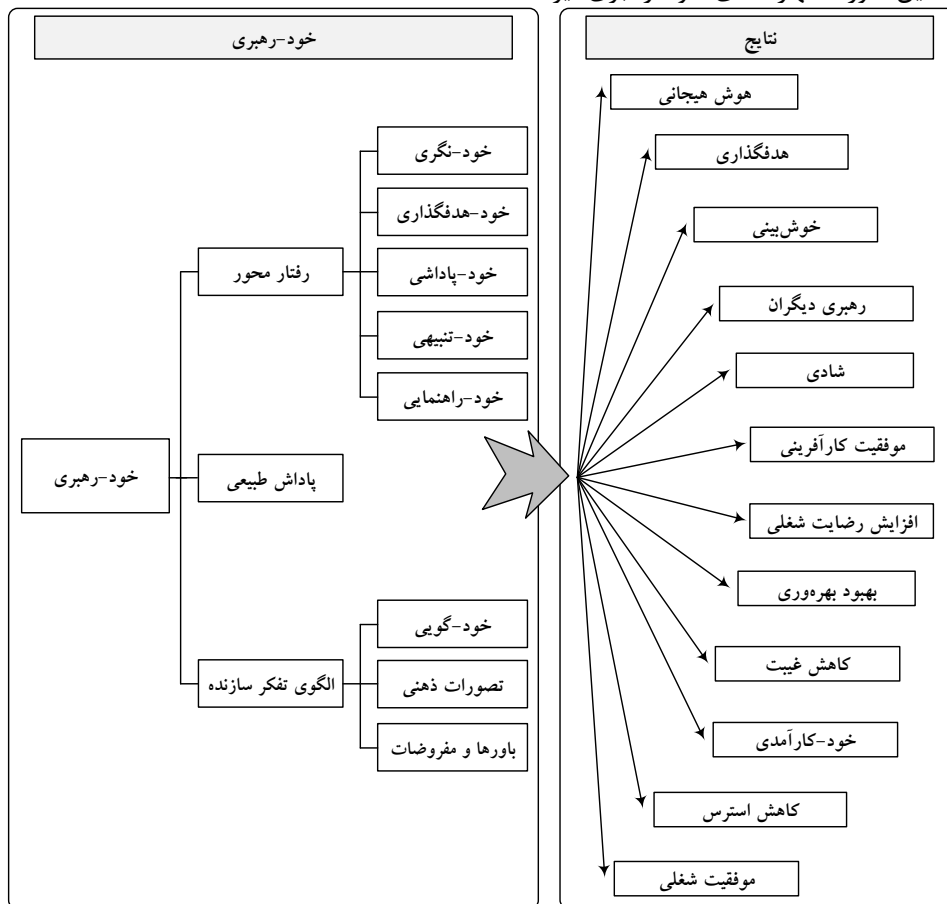 خود-رهبری
نتایج
خود-نگری
خود-هدفگذاری
رفتار محور
خود-پاداشی
خود-تنبیهی
خود-راهنمایی
خود-رهبری
پاداش طبیعی
خود-گویی
الگوی تفکر سازنده
تصورات ذهنی
باورها و مفروضات
هوش هیجانی
هدفگذاری
خوش‌بینی
رهبری دیگران
شادی
موفقیت کارآفرینی
افزایش رضایت شغلی
بهبود بهره‌وری
کاهش غیبت
خود-کارآمدی
کاهش استرس
موفقیت شغلی